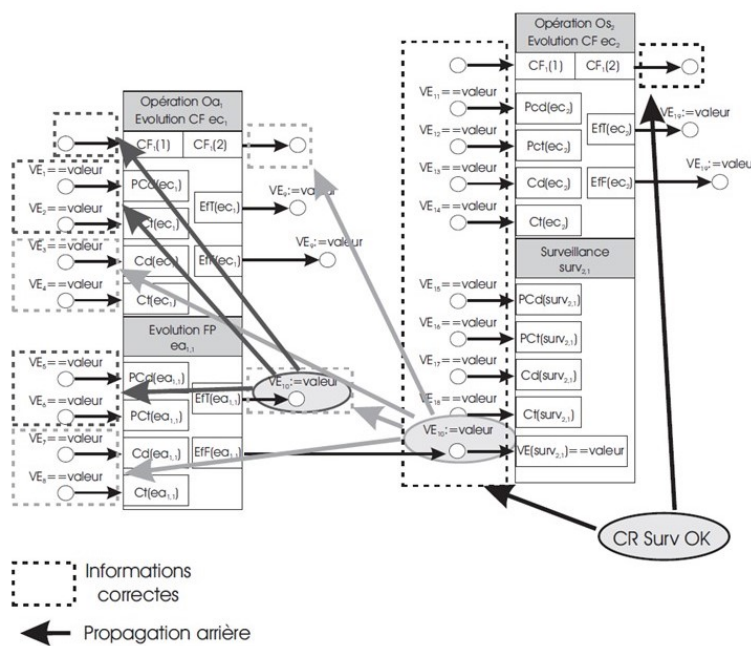 Opération Oa₁
Evolution CF ec₁
CF₁(1) CF₁(2)
VE₁==valeur
PCd(ec₁)
VE₂==valeur
Ct(ec₁)
EfT(ec₁)
VE₉:=valeur
VE₃==valeur
Cd(ec₁)
EfF(ec₁)
VE₉:=valeur
VE₄==valeur
Ct(ec₁)
Evolution FP
ea₁,₁
VE₅==valeur
PCd(ea₁,₁)
VE₆==valeur
PCt(ea₁,₁)
EfT(ea₁,₁)
VE₁₀:=valeur
VE₇==valeur
Cd(ea₁,₁)
EfF(ea₁,₁)
VE₈==valeur
Ct(ea₁,₁)
Opération Os₂
Evolution CF ec₂
CF₁(1) CF₁(2)
VE₁₁==valeur
Pcd(ec₂)
VE₁₂==valeur
Pct(ec₂)
EfT(ec₂)
VE₁₉:=valeur
VE₁₃==valeur
Cd(ec₂)
EfF(ec₂)
VE₁₉:=valeur
VE₁₄==valeur
Ct(ec₂)
Surveillance
surv₂,₁
VE₁₅==valeur
PCd(surv₂,₁)
VE₁₆==valeur
PCt(surv₂,₁)
VE₁₇==valeur
Cd(surv₂,₁)
VE₁₈==valeur
Ct(surv₂,₁)
VE₁₀:=valeur
VE(surv₂,₁)==valeur
CR Surv OK
Informations
correctes
Propagation arrière